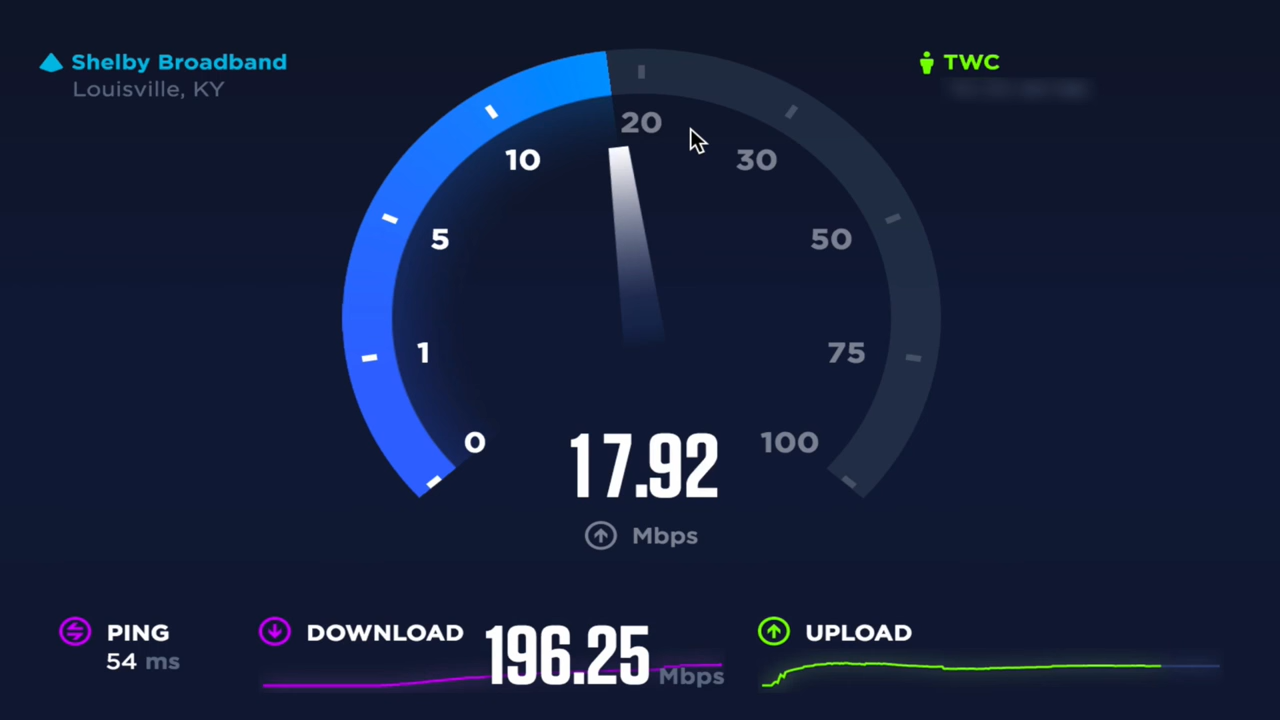 Shelby Broadband
Louisville, KY
TWC
0
1
5
10
20
30
50
75
100
17.92
Mbps
PING
54 ms
DOWNLOAD
196.25 Mbps
UPLOAD